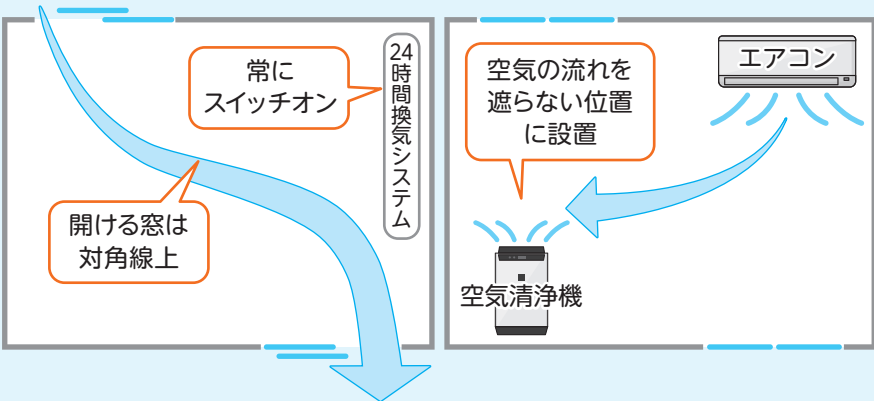 常に
スイッチオン
24時間換気システム
開ける窓は
対角線上
空気の流れを
遮らない位置
に設置
エアコン
空気清浄機